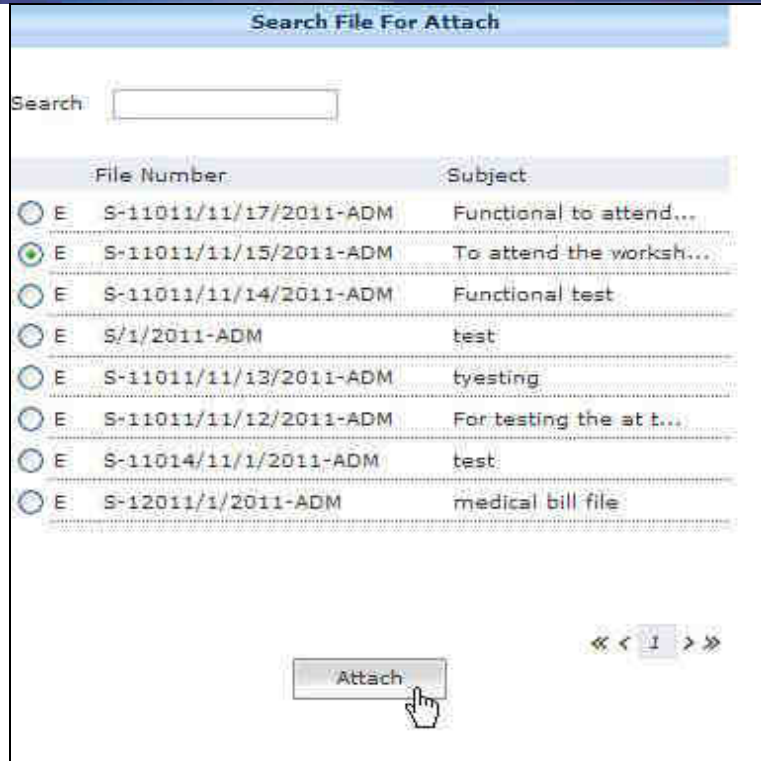 Search File For Attach
Search
File Number Subject
E S-11011/11/17/2011-ADM Functional to attend...
E S-11011/11/15/2011-ADM To attend the worksh...
E S-11011/11/14/2011-ADM Functional test
E S/1/2011-ADM test
E S-11011/11/13/2011-ADM tyesting
E S-11011/11/12/2011-ADM For testing the at t...
E S-11014/11/1/2011-ADM test
E S-12011/1/2011-ADM medical bill file
« < 1 > »
Attach